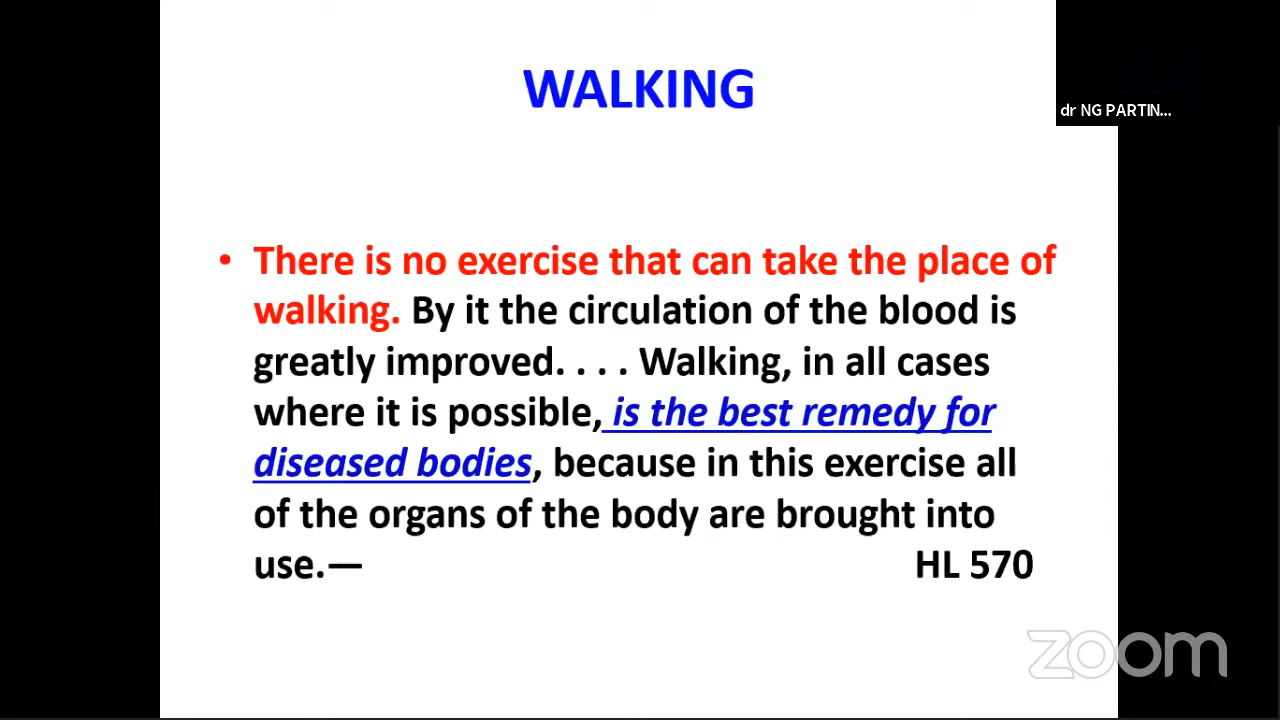 WALKING
dr NG PARTIN...
• There is no exercise that can take the place of
walking. By it the circulation of the blood is
greatly improved. . . . Walking, in all cases
where it is possible, is the best remedy for
diseased bodies, because in this exercise all
of the organs of the body are brought into
use.— HL 570
zoom